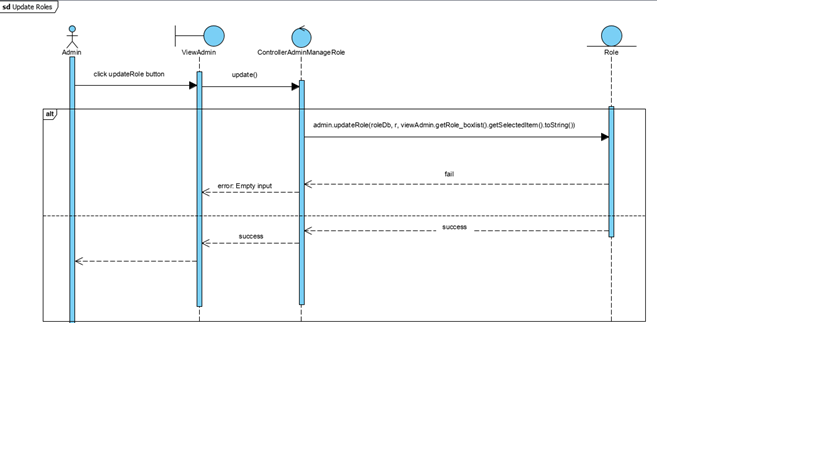 sd Update Roles
Admin
ViewAdmin
ControllerAdminManageRole
Role
click updateRole button
update()
alt
admin.updateRole(roleDb, r, viewAdmin.getRole_boxlist().getSelectedItem().toString())
fail
error: Empty input
success
success